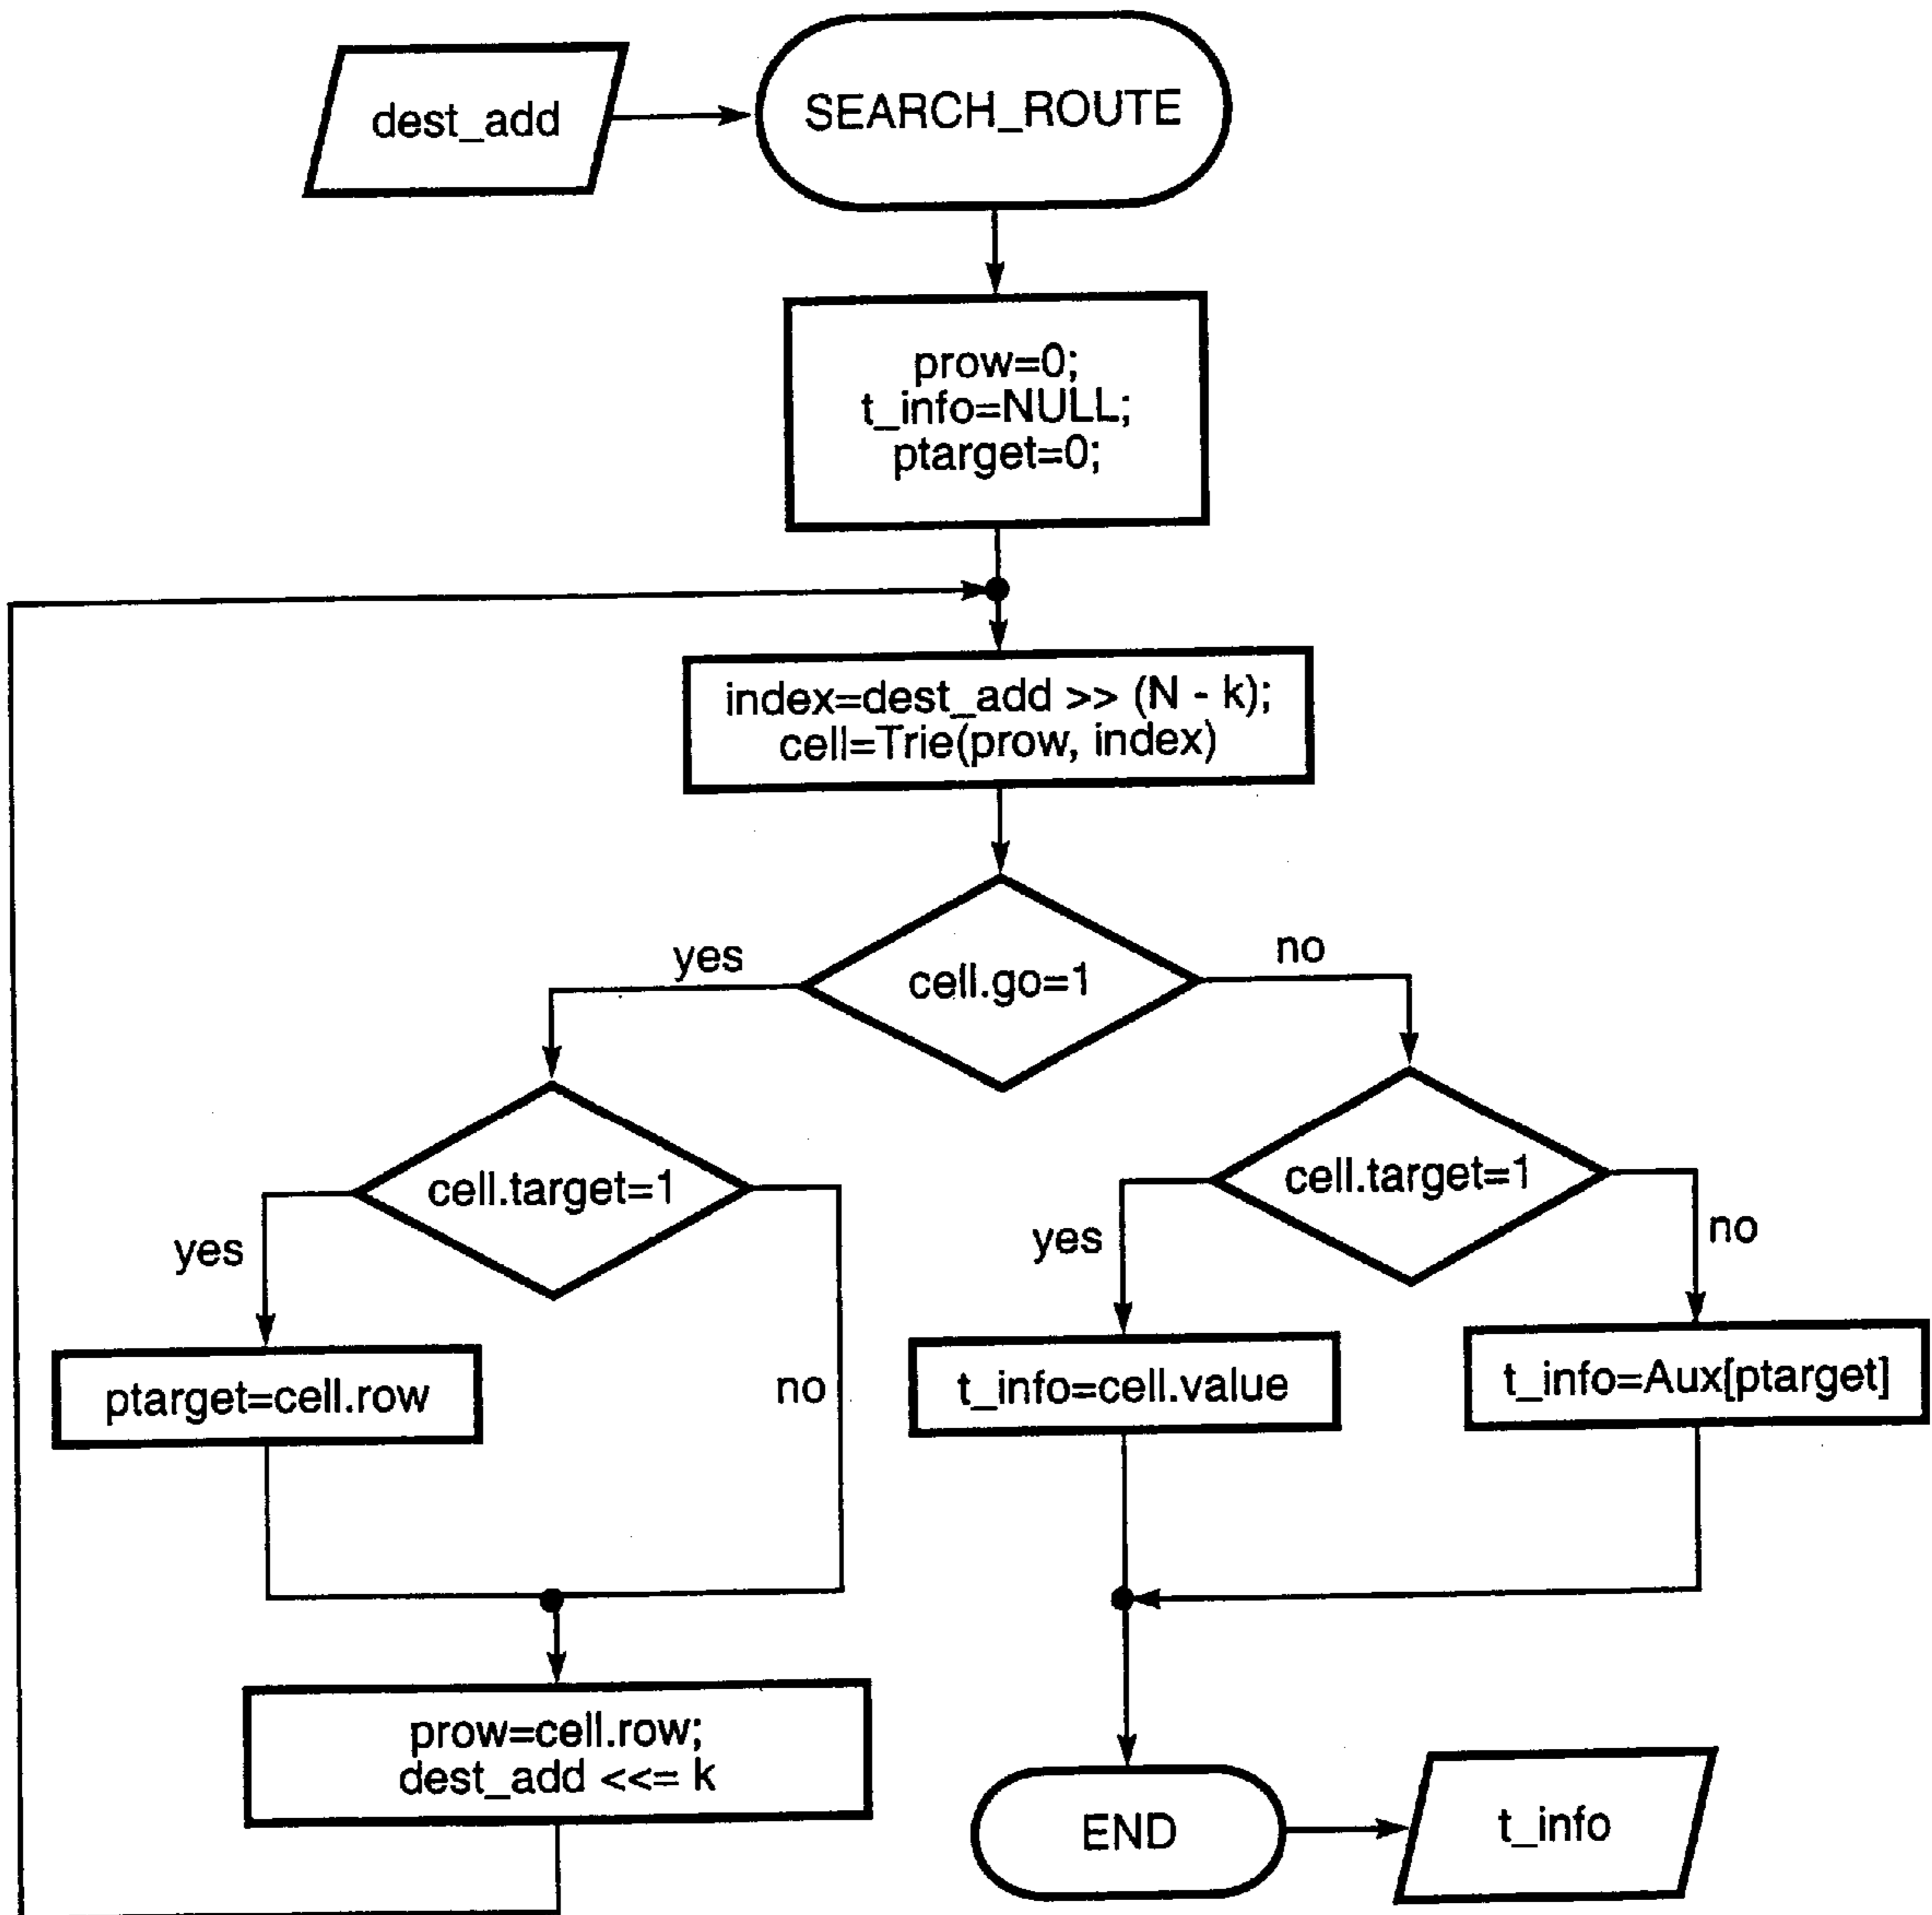 dest_add
SEARCH_ROUTE
prow=0;
t_info=NULL;
ptarget=0;
index=dest_add >> (N - k);
cell=Trie(prow, index)
cell.go=1
yes
no
cell.target=1
yes
no
cell.target=1
yes
no
ptarget=cell.row
t_info=cell.value
t_info=Aux[ptarget]
prow=cell.row;
dest_add <<= k
END
t_info